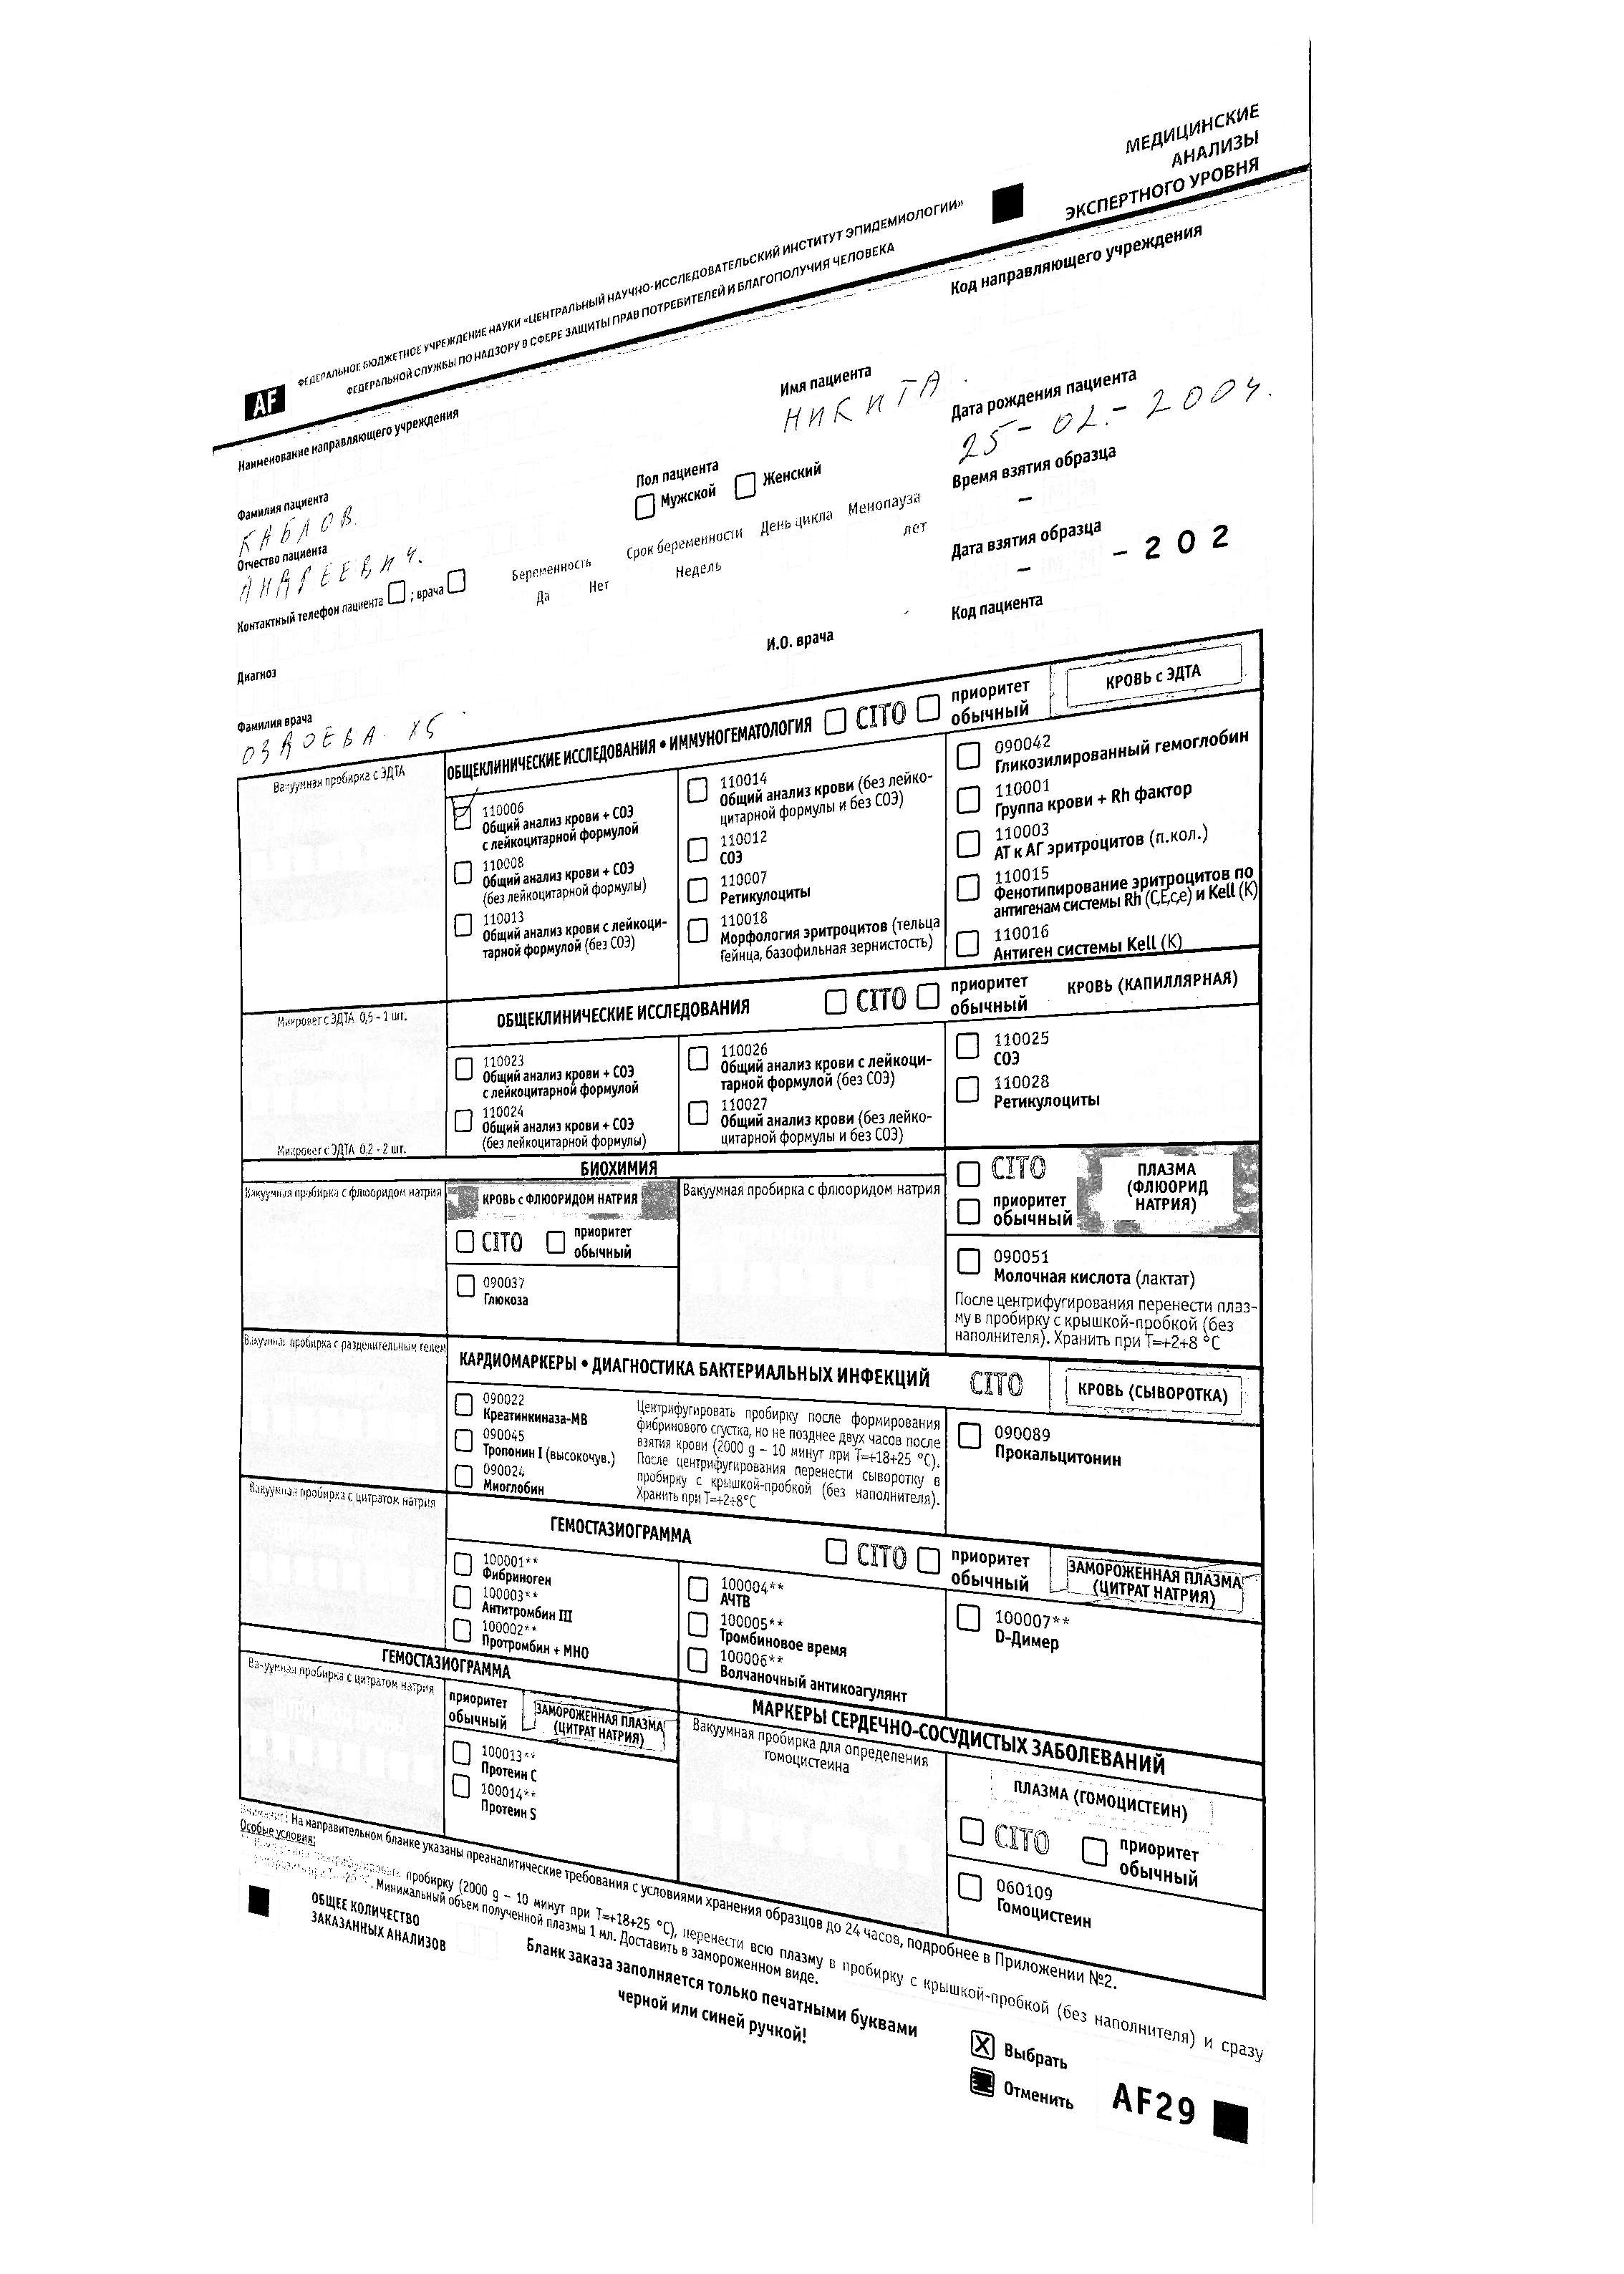 МЕДИЦИНСКИЕ
АНАЛИЗЫ
ЭКСПЕРТНОГО УРОВНЯ
AF
ФЕДЕРАЛЬНОЕ БЮДЖЕТНОЕ УЧРЕЖДЕНИЕ НАУКИ «ЦЕНТРАЛЬНЫЙ НАУЧНО-ИССЛЕДОВАТЕЛЬСКИЙ ИНСТИТУТ ЭПИДЕМИОЛОГИИ»
ФЕДЕРАЛЬНОЙ СЛУЖБЫ ПО НАДЗОРУ В СФЕРЕ ЗАЩИТЫ ПРАВ ПОТРЕБИТЕЛЕЙ И БЛАГОПОЛУЧИЯ ЧЕЛОВЕКА
Наименование направляющего учреждения
Код направляющего учреждения
Фамилия пациента
КАБЛОВ.
Имя пациента
НИКИТА.
Отчество пациента
АНДРЕЕВИЧ.
Пол пациента
Мужской Женский
Дата рождения пациента
25-02.-2004.
Время взятия образца
–
Контактный телефон пациента ; врача
Беременность
Да Нет
Срок беременности
Недель
День цикла
Менопауза
лет
Дата взятия образца
– – 202
Диагноз
И.О. врача
Код пациента
Фамилия врача
ОЗДОЕВА Х5
Вакуумная пробирка с ЭДТА
ОБЩЕКЛИНИЧЕСКИЕ ИССЛЕДОВАНИЯ • ИММУНОГЕМАТОЛОГИЯ
CITO
приоритет
обычный
КРОВЬ с ЭДТА
110006
Общий анализ крови + СОЭ
с лейкоцитарной формулой
110008
Общий анализ крови + СОЭ
(без лейкоцитарной формулы)
110013
Общий анализ крови с лейкоци-
тарной формулой (без СОЭ)
110014
Общий анализ крови (без лейко-
цитарной формулы и без СОЭ)
110012
СОЭ
110007
Ретикулоциты
110018
Морфология эритроцитов (тельца
Гейнца, базофильная зернистость)
090042
Гликозилированный гемоглобин
110001
Группа крови + Rh фактор
110003
АТ к АГ эритроцитов (п.кол.)
110015
Фенотипирование эритроцитов по
антигенам системы Rh (C,E,c,e) и Kell (K)
110016
Антиген системы Kell (K)
Микровет с ЭДТА 0,5 - 1 шт.
Микровет с ЭДТА 0,2 - 2 шт.
ОБЩЕКЛИНИЧЕСКИЕ ИССЛЕДОВАНИЯ
CITO
приоритет
обычный
КРОВЬ (КАПИЛЛЯРНАЯ)
110023
Общий анализ крови + СОЭ
с лейкоцитарной формулой
110024
Общий анализ крови + СОЭ
(без лейкоцитарной формулы)
110026
Общий анализ крови с лейкоци-
тарной формулой (без СОЭ)
110027
Общий анализ крови (без лейко-
цитарной формулы и без СОЭ)
110025
СОЭ
110028
Ретикулоциты
БИОХИМИЯ
Вакуумная пробирка с флюоридом натрия
КРОВЬ с ФЛЮОРИДОМ НАТРИЯ
CITO
приоритет
обычный
090037
Глюкоза
Вакуумная пробирка с флюоридом натрия
CITO
приоритет
обычный
ПЛАЗМА
(ФЛЮОРИД
НАТРИЯ)
090051
Молочная кислота (лактат)
После центрифугирования перенести плаз-
му в пробирку с крышкой-пробкой (без
наполнителя). Хранить при T=+2÷8 °C
Вакуумная пробирка с разделительным гелем
КАРДИОМАРКЕРЫ • ДИАГНОСТИКА БАКТЕРИАЛЬНЫХ ИНФЕКЦИЙ
CITO
КРОВЬ (СЫВОРОТКА)
090022
Креатинкиназа-МВ
090045
Тропонин I (высокочув.)
090024
Миоглобин
Центрифугировать пробирку после формирования
фибринового сгустка, но не позднее двух часов после
взятия крови (2000 g – 10 минут при T=+18÷25 °C).
После центрифугирования перенести сыворотку в
пробирку с крышкой-пробкой (без наполнителя).
Хранить при T=+2÷8°C
090089
Прокальцитонин
Вакуумная пробирка с цитратом натрия
ГЕМОСТАЗИОГРАММА
CITO
приоритет
обычный
ЗАМОРОЖЕННАЯ ПЛАЗМА
(ЦИТРАТ НАТРИЯ)
100001**
Фибриноген
100003**
Антитромбин III
100002**
Протромбин + МНО
100004**
АЧТВ
100005**
Тромбиновое время
100006**
Волчаночный антикоагулянт
100007**
D-Димер
ГЕМОСТАЗИОГРАММА
Вакуумная пробирка с цитратом натрия
приоритет
обычный
ЗАМОРОЖЕННАЯ ПЛАЗМА
(ЦИТРАТ НАТРИЯ)
100013**
Протеин С
100014**
Протеин S
МАРКЕРЫ СЕРДЕЧНО-СОСУДИСТЫХ ЗАБОЛЕВАНИЙ
Вакуумная пробирка для определения
гомоцистеина
ПЛАЗМА (ГОМОЦИСТЕИН)
CITO
приоритет
обычный
060109
Гомоцистеин
На направительном бланке указаны преаналитические требования с условиями хранения образцов до 24 часов, подробнее в Приложении №2.
Особые условия:
пробирку (2000 g – 10 минут при T=+18÷25 °C), перенести всю плазму в пробирку с крышкой-пробкой (без наполнителя) и сразу
Минимальный объем полученной плазмы 1 мл. Доставить в замороженном виде.
ОБЩЕЕ КОЛИЧЕСТВО
ЗАКАЗАННЫХ АНАЛИЗОВ
Бланк заказа заполняется только печатными буквами
черной или синей ручкой!
X Выбрать
Отменить
AF29